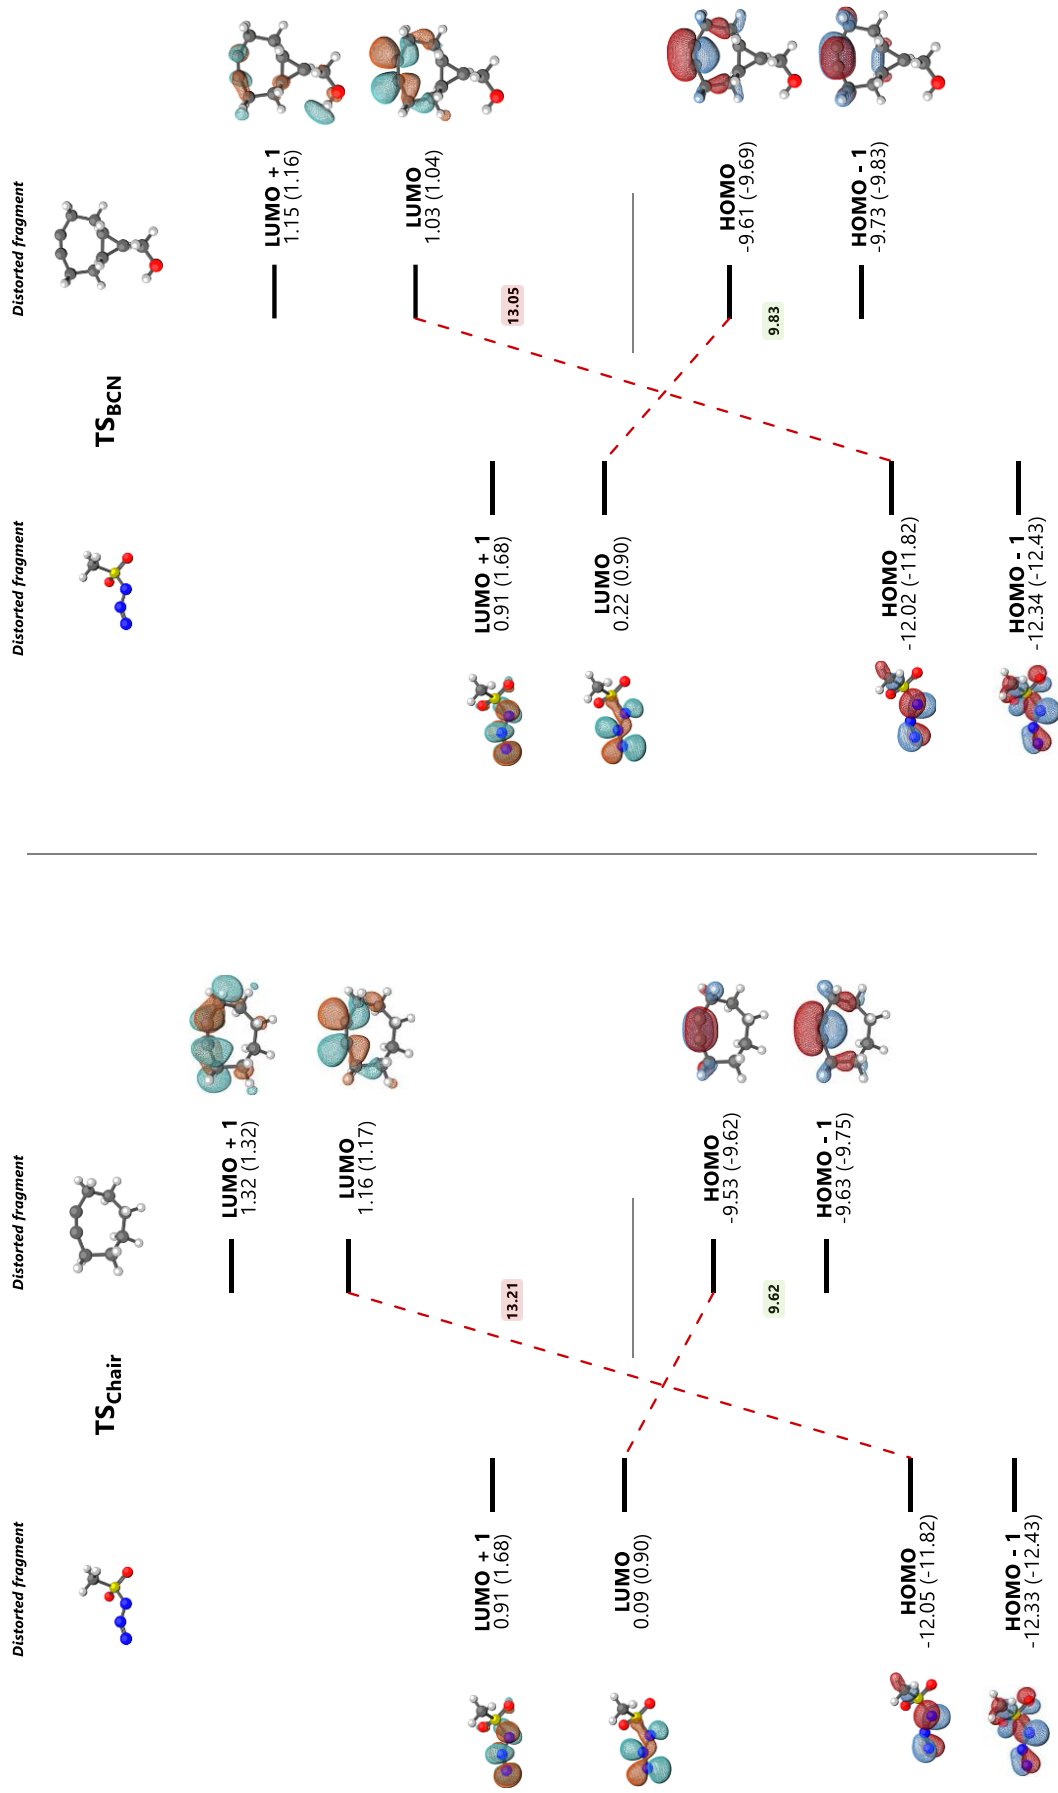 Distorted fragment
LUMO + 1
0.91 (1.68)
LUMO
0.09 (0.90)
HOMO
-12.05 (-11.82)
HOMO - 1
-12.33 (-12.43)
TSChair
13.21
9.62
Distorted fragment
LUMO + 1
1.32 (1.32)
LUMO
1.16 (1.17)
HOMO
-9.53 (-9.62)
HOMO - 1
-9.63 (-9.75)
Distorted fragment
LUMO + 1
0.91 (1.68)
LUMO
0.22 (0.90)
HOMO
-12.02 (-11.82)
HOMO - 1
-12.34 (-12.43)
TSBCN
13.05
9.83
Distorted fragment
LUMO + 1
1.15 (1.16)
LUMO
1.03 (1.04)
HOMO
-9.61 (-9.69)
HOMO - 1
-9.73 (-9.83)